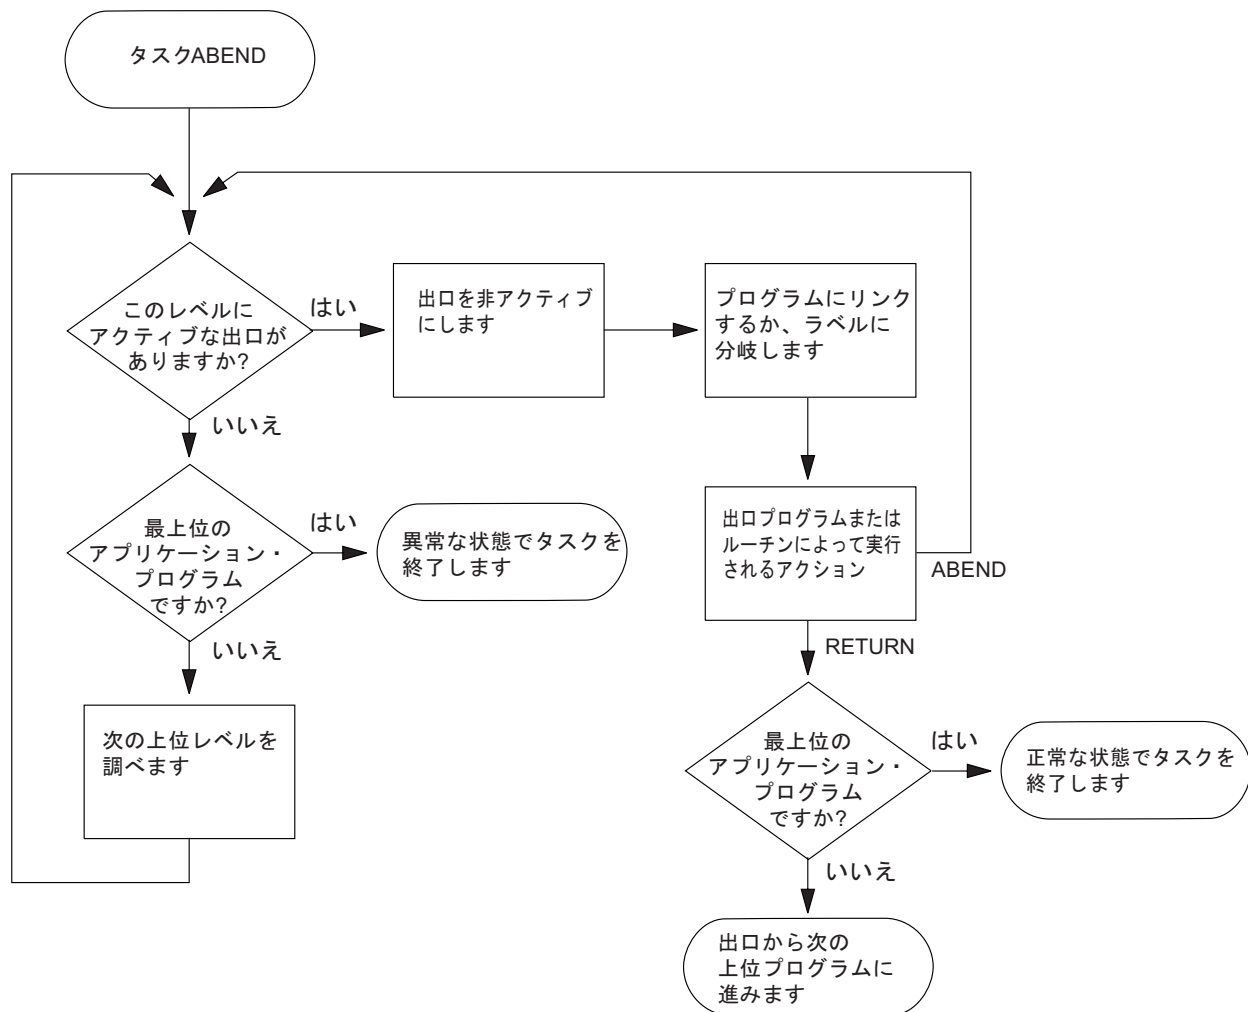 タスクABEND
このレベルに
アクティブな出口が
ありますか?
はい
出口を非アクティブ
にします
プログラムにリンク
するか、ラベルに
分岐します
いいえ
最上位の
アプリケーション・
プログラム
ですか?
はい
異常な状態でタスクを
終了します
出口プログラムまたは
ルーチンによって実行
されるアクション
ABEND
いいえ
RETURN
次の上位レベルを
調べます
最上位の
アプリケーション・
プログラム
ですか?
はい
正常な状態でタスクを
終了します
いいえ
出口から次の
上位プログラムに
進みます